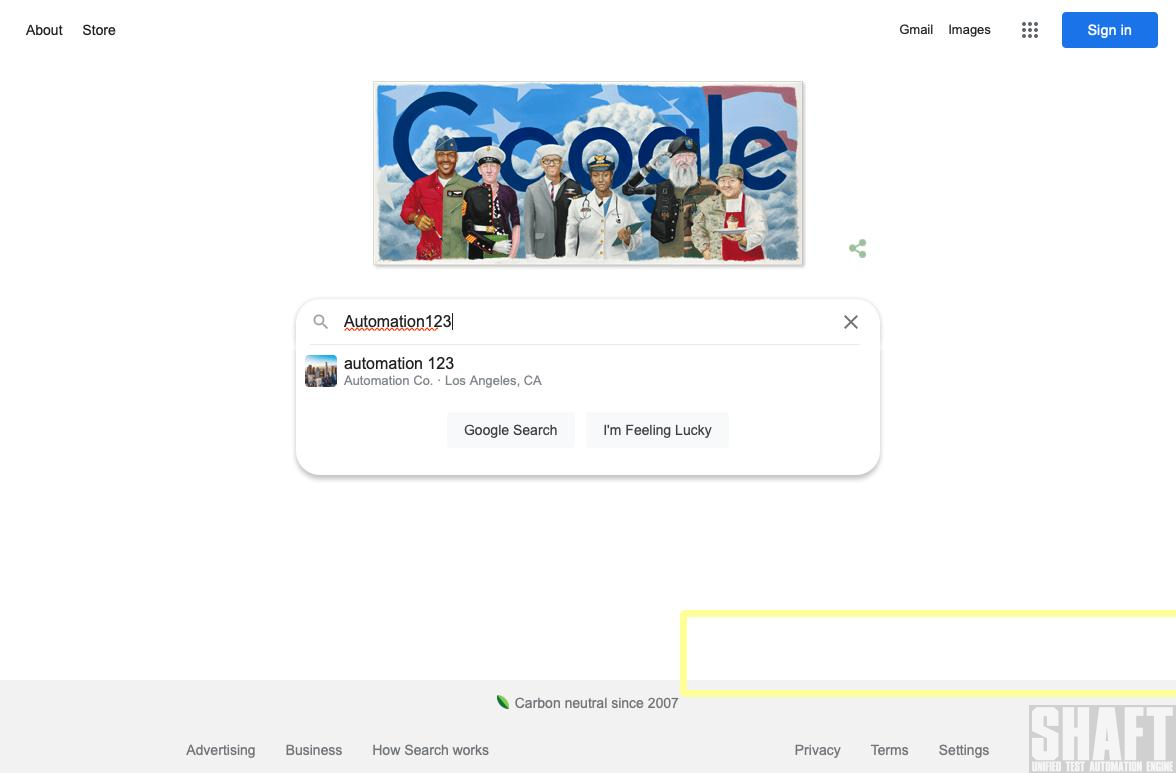 About Store Gmail Images Sign in
Google
Automation123
automation 123
Automation Co. · Los Angeles, CA
Google Search I'm Feeling Lucky
Carbon neutral since 2007
Advertising Business How Search works Privacy Terms Settings
SHAFT
UNIFIED TEST AUTOMATION ENGINE